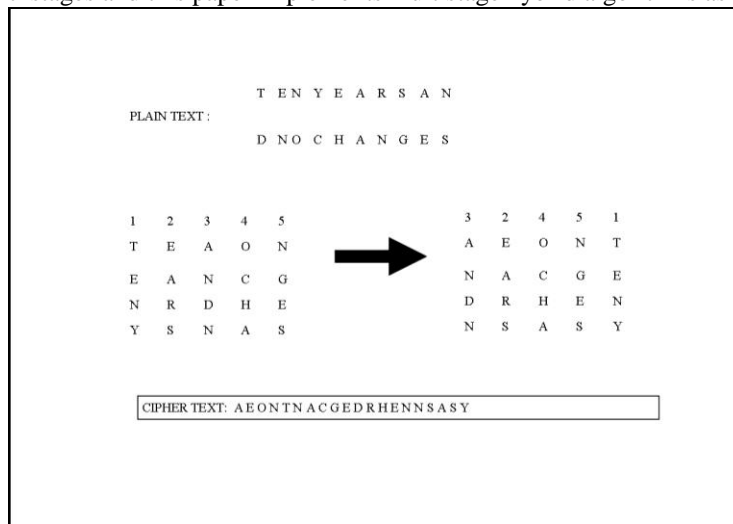 T E N Y E A R S A N
PLAIN TEXT :
D N O C H A N G E S
1 2 3 4 5
T E A O N
E A N C G
N R D H E
Y S N A S
3 2 4 5 1
A E O N T
N A C G E
D R H E N
N S A S Y
CIPHER TEXT: A E O N T N A C G E D R H E N N S A S Y